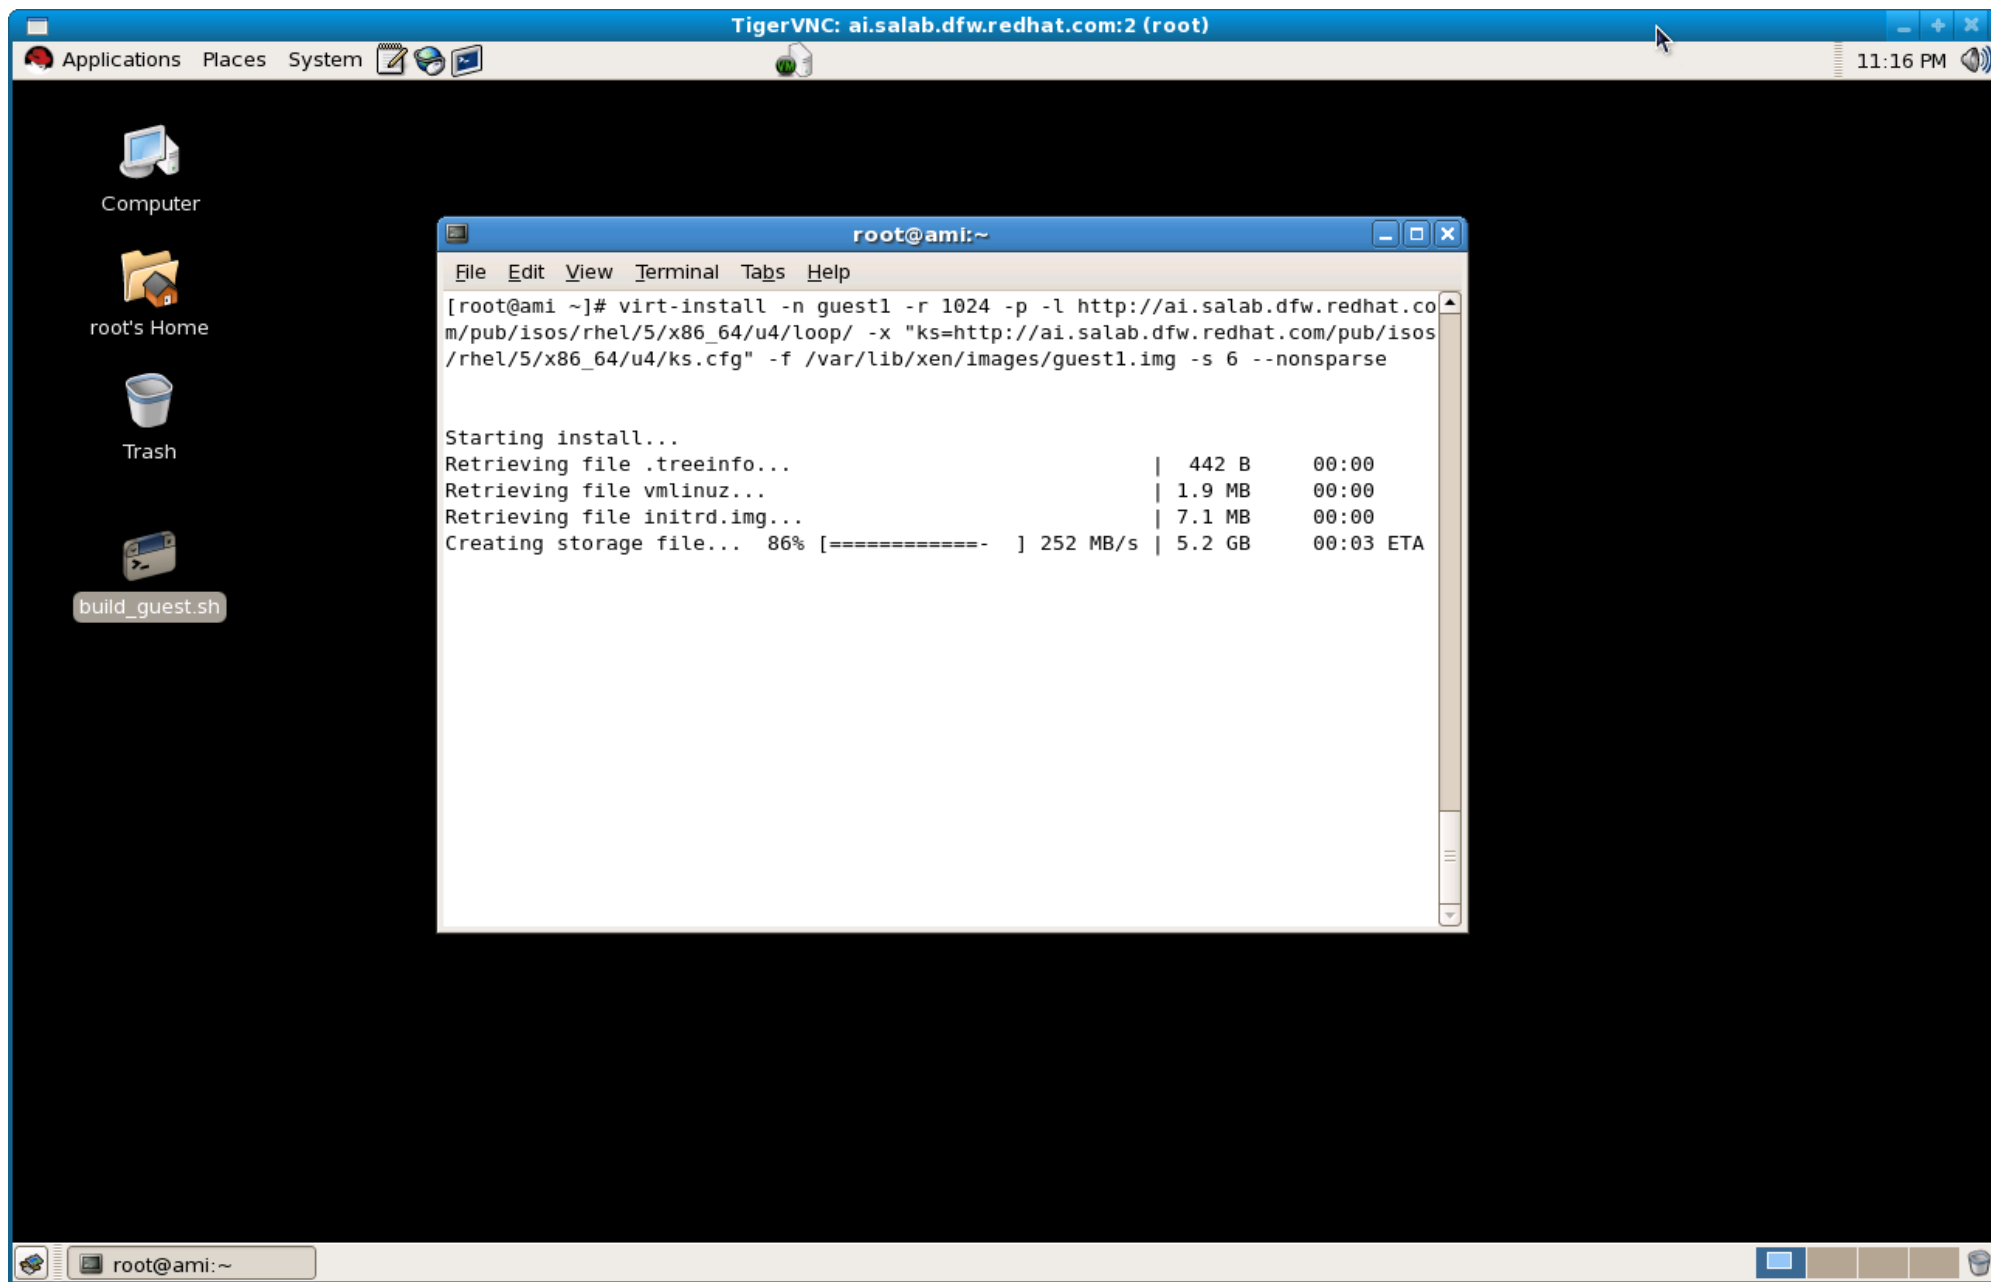 TigerVNC: ai.salab.dfw.redhat.com:2 (root)
Applications Places System 11:16 PM
Computer
root's Home
Trash
build_guest.sh
root@ami:~
File Edit View Terminal Tabs Help
[root@ami ~]# virt-install -n guest1 -r 1024 -p -l http://ai.salab.dfw.redhat.co
m/pub/isos/rhel/5/x86_64/u4/loop/ -x "ks=http://ai.salab.dfw.redhat.com/pub/isos
/rhel/5/x86_64/u4/ks.cfg" -f /var/lib/xen/images/guest1.img -s 6 --nonsparse
Starting install...
Retrieving file .treeinfo... | 442 B 00:00
Retrieving file vmlinuz... | 1.9 MB 00:00
Retrieving file initrd.img... | 7.1 MB 00:00
Creating storage file... 86% [============- ] 252 MB/s | 5.2 GB 00:03 ETA
root@ami:~